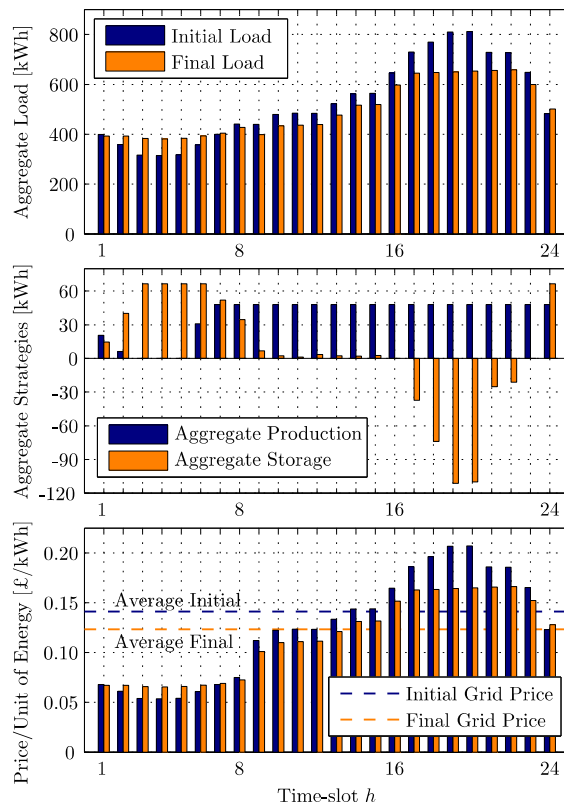 Aggregate Load [kWh]
800
600
400
200
0
Initial Load
Final Load
1 8 16 24
Aggregate Strategies [kWh]
60
30
0
-30
-60
-90
-120
Aggregate Production
Aggregate Storage
1 8 16 24
Price/Unit of Energy [£/kWh]
0.20
0.15
0.10
0.05
0
Average Initial
Average Final
Initial Grid Price
Final Grid Price
1 8 16 24
Time-slot h